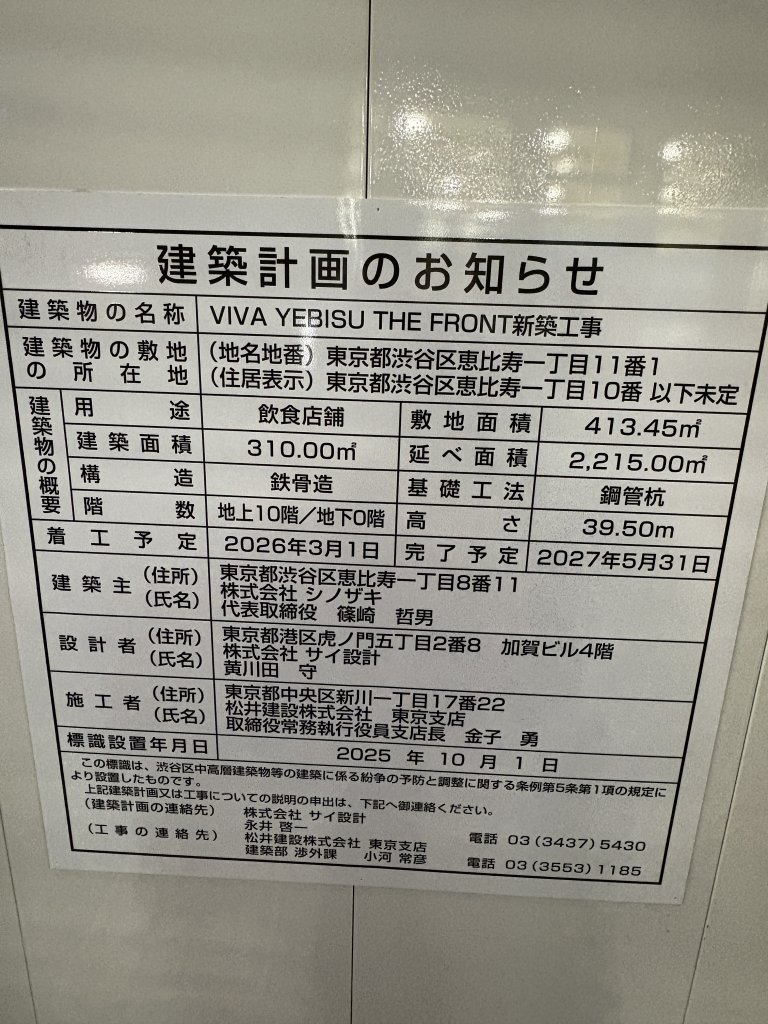 建築計画のお知らせ
建築物の名称 VIVA YEBISU THE FRONT新築工事
建築物の敷地の所在地 (地名地番) 東京都渋谷区恵比寿一丁目11番1
(住居表示) 東京都渋谷区恵比寿一丁目10番 以下未定
建築物の概要 用途 飲食店舗 敷地面積 413.45㎡
建築面積 310.00㎡ 延べ面積 2,215.00㎡
構造 鉄骨造 基礎工法 鋼管杭
階数 地上10階/地下0階 高さ 39.50m
着工予定 2026年3月1日 完了予定 2027年5月31日
建築主 (住所) 東京都渋谷区恵比寿一丁目8番11
(氏名) 株式会社 シノザキ
代表取締役 篠崎 哲男
設計者 (住所) 東京都港区虎ノ門五丁目2番8 加賀ビル4階
(氏名) 株式会社 サイ設計
黄川田 守
施工者 (住所) 東京都中央区新川一丁目17番22
(氏名) 松井建設株式会社 東京支店
取締役常務執行役員支店長 金子 勇
標識設置年月日 2025 年 10 月 1 日
この標識は、渋谷区中高層建築物等の建築に係る紛争の予防と調整に関する条例第5条第1項の規定に
より設置したものです。
上記建築計画又は工事についての説明の申出は、下記へ御連絡ください。
(建築計画の連絡先) 株式会社 サイ設計
永井 啓一 電話 03(3437)5430
(工事の連絡先) 松井建設株式会社 東京支店
建築部 渉外課 小河 常彦 電話 03(3553)1185